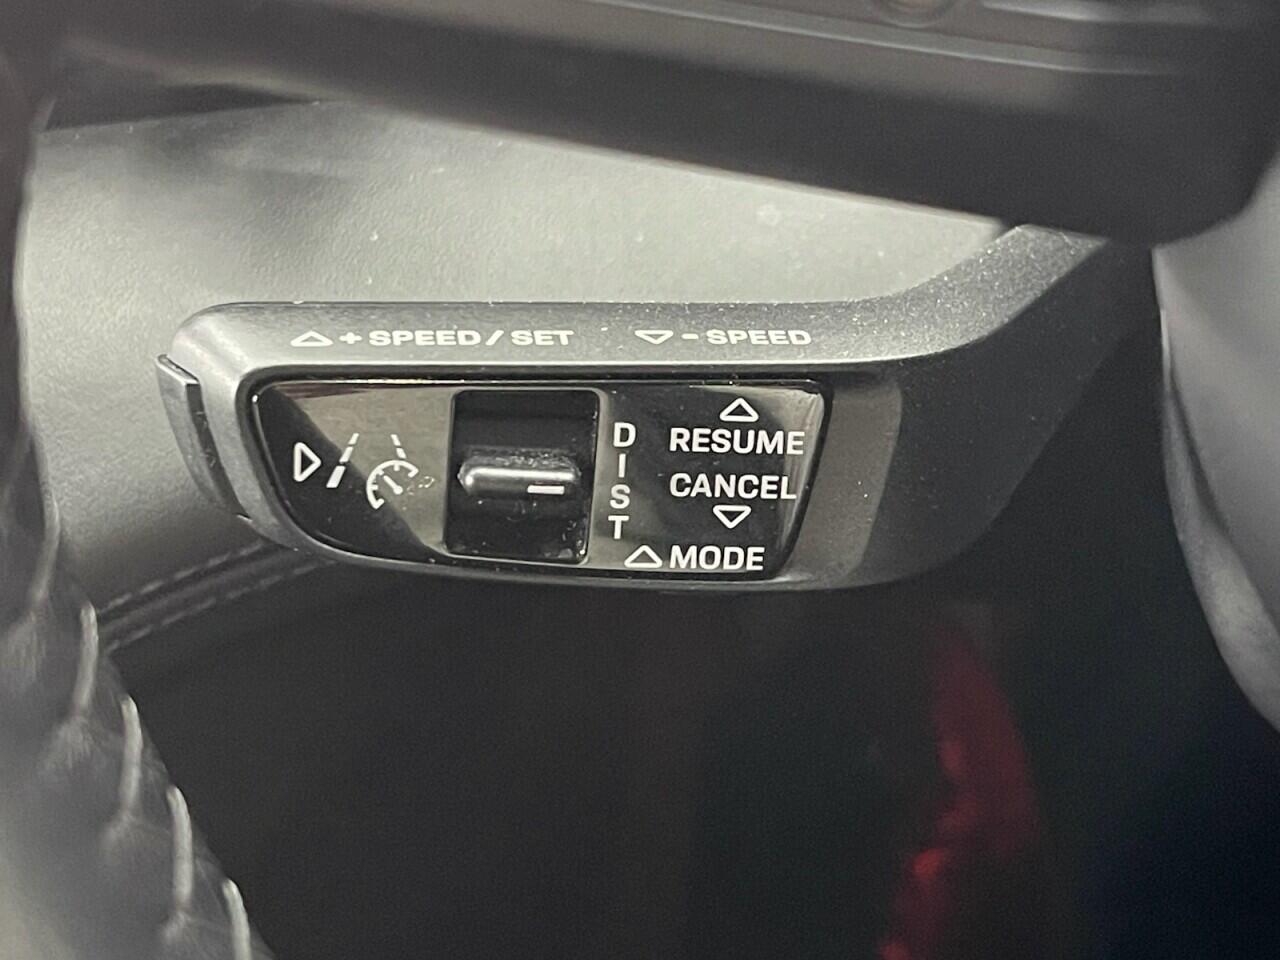 + SPEED / SET
- SPEED
DIST
RESUME
CANCEL
MODE